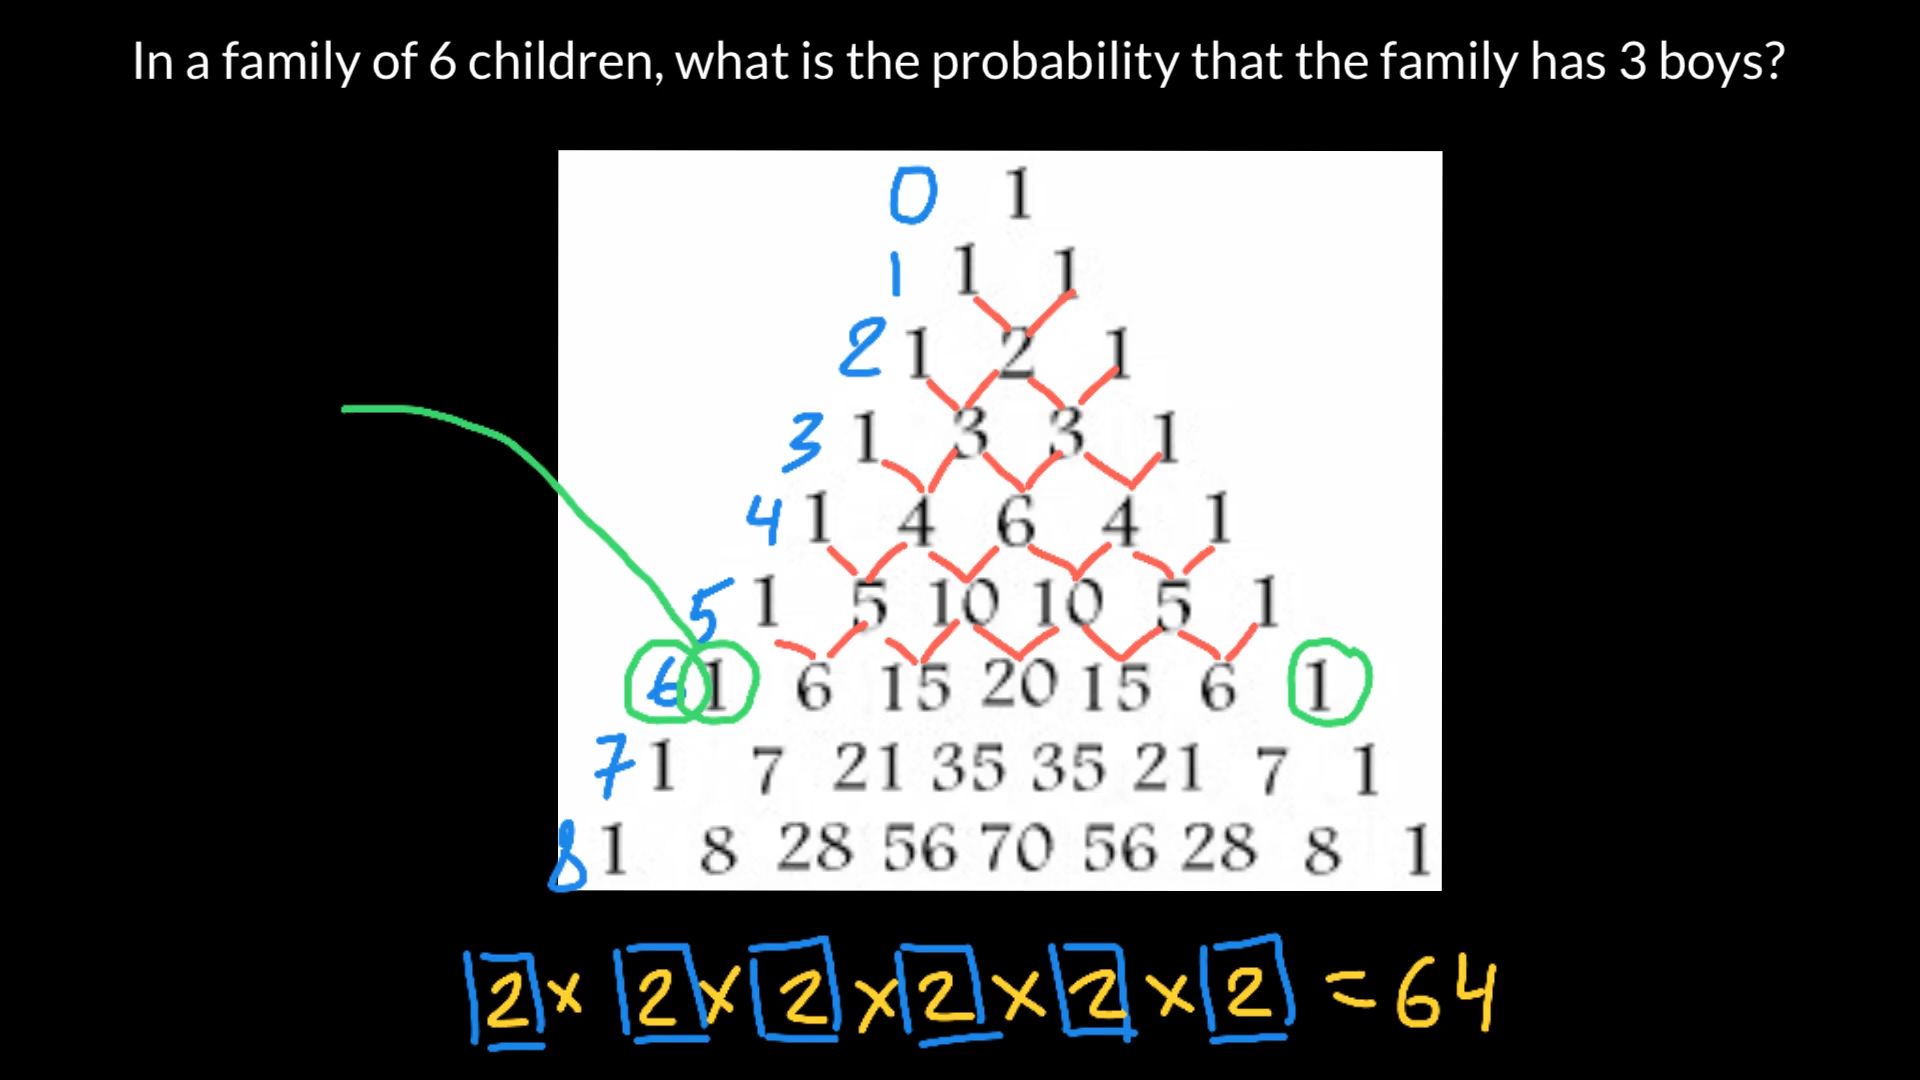 In a family of 6 children, what is the probability that the family has 3 boys?
0 1
1 1 1
2 1 2 1
3 1 3 3 1
4 1 4 6 4 1
5 1 5 10 10 5 1
6 1 6 15 20 15 6 1
7 1 7 21 35 35 21 7 1
8 1 8 28 56 70 56 28 8 1
2 x 2 x 2 x 2 x 2 x 2 = 64